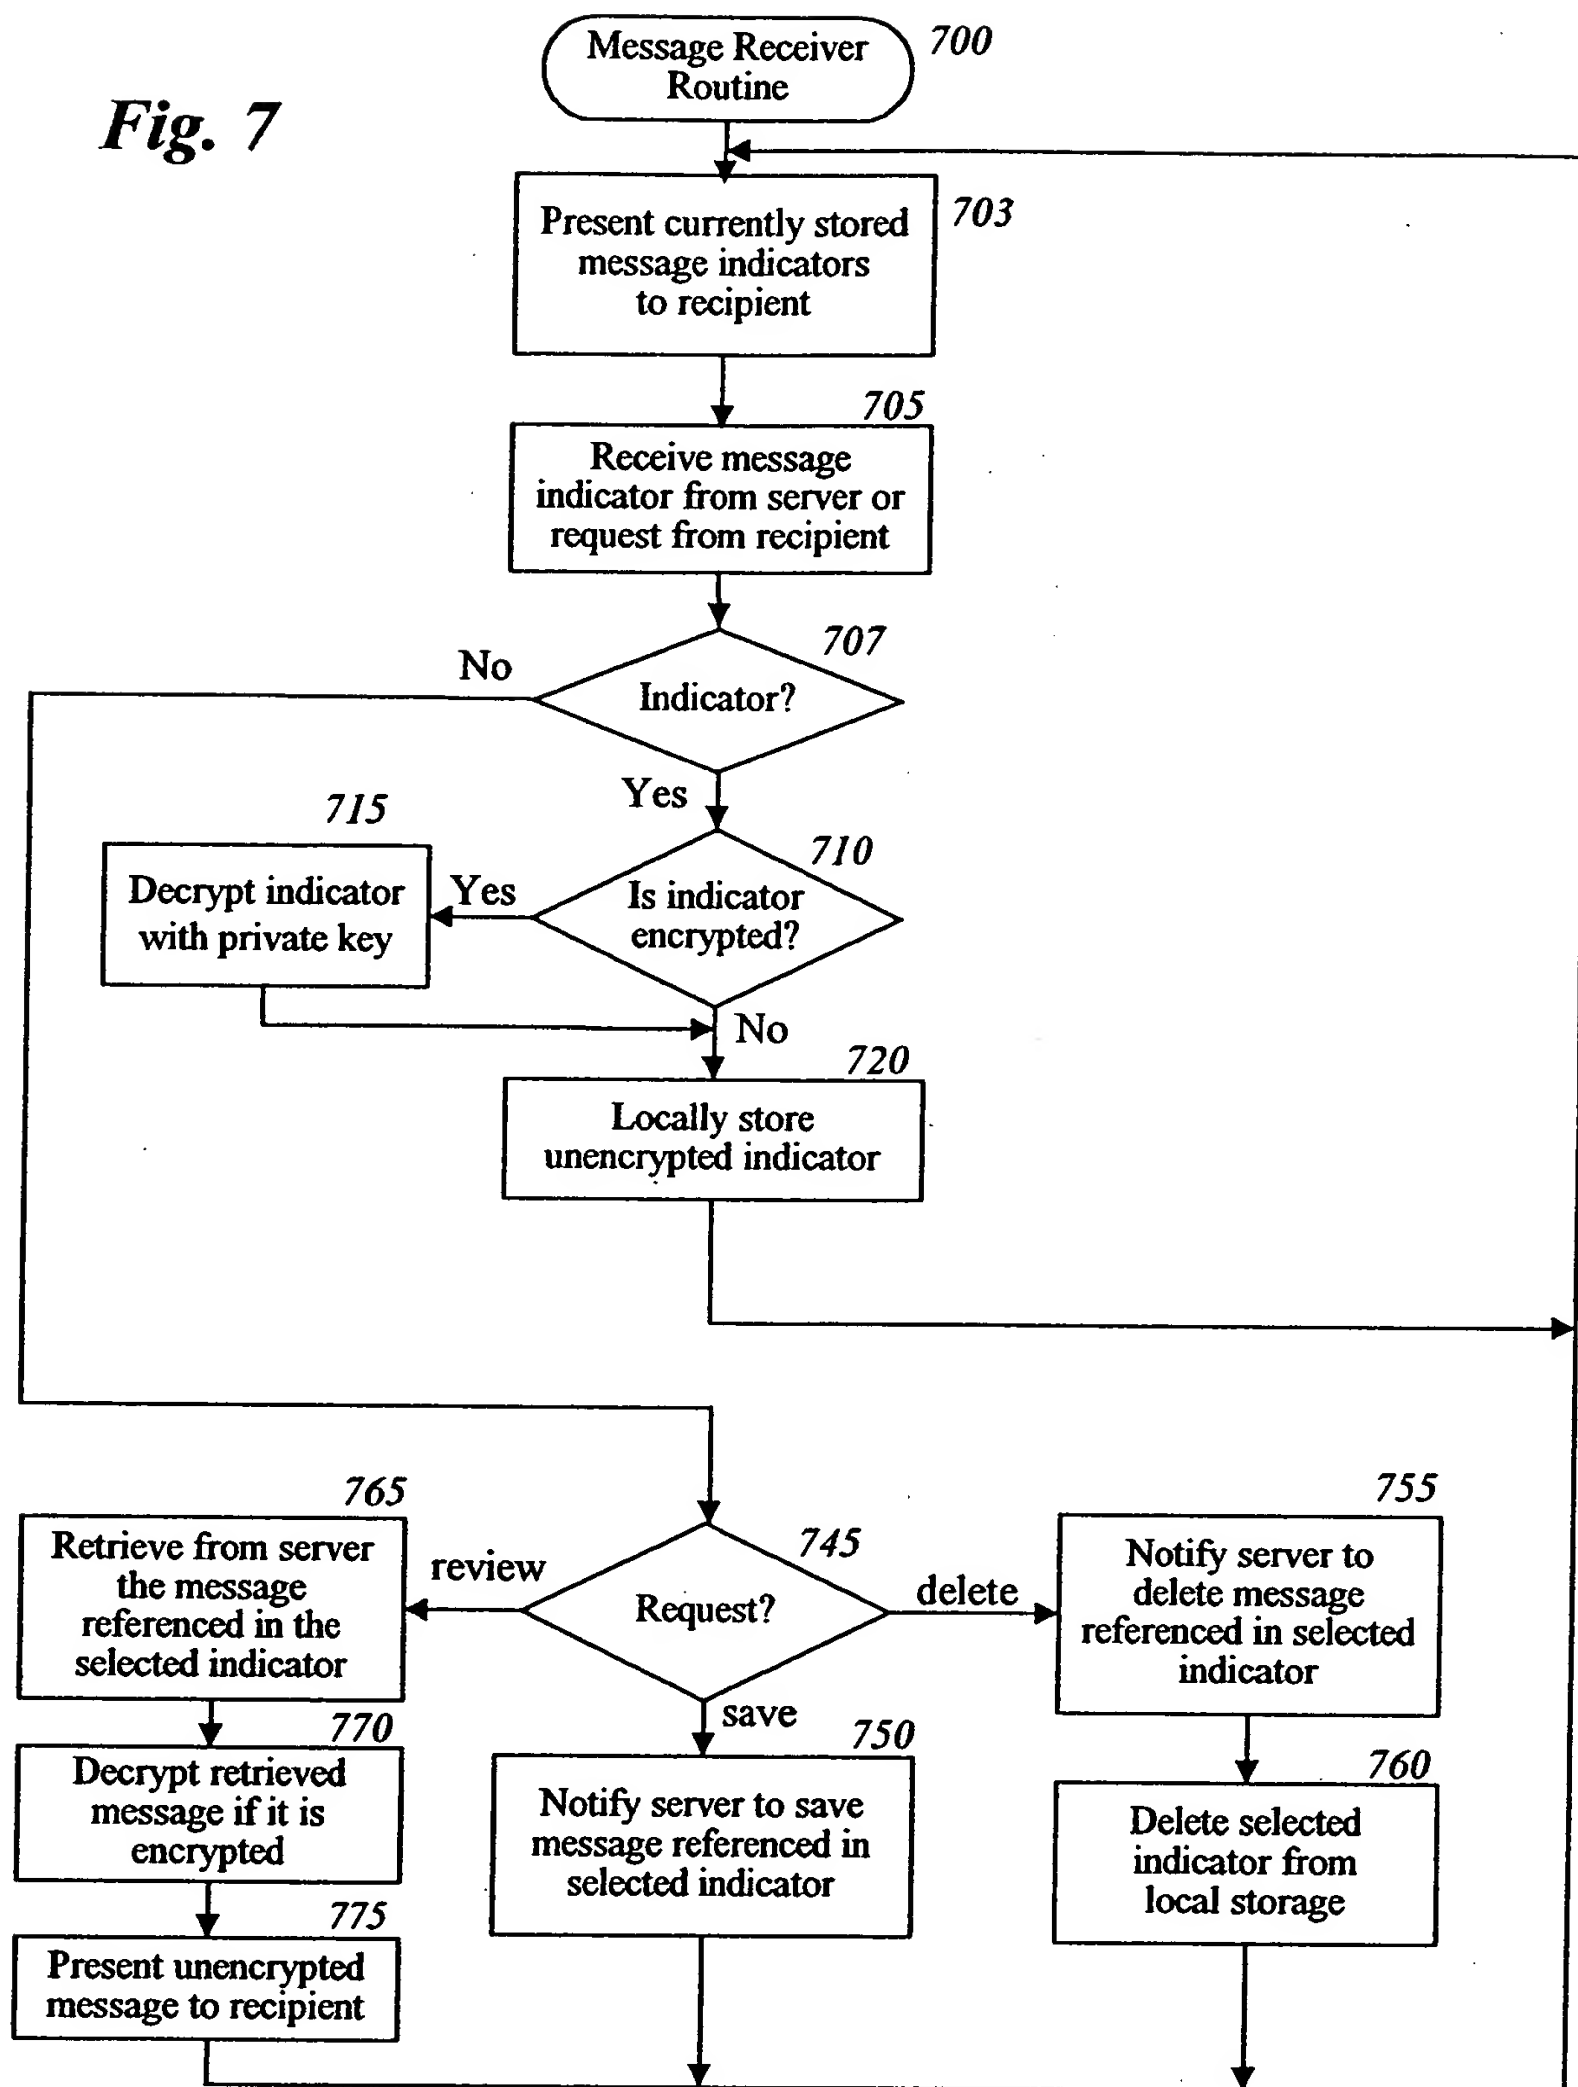 Message Receiver
Routine
700
Fig. 7
Present currently stored
message indicators
to recipient
703
705
Receive message
indicator from server or
request from recipient
707
No
Indicator?
Yes
715
710
Decrypt indicator
with private key
Yes
Is indicator
encrypted?
No
720
Locally store
unencrypted indicator
765
755
Retrieve from server
the message
referenced in the
selected indicator
review
745
Request?
delete
Notify server to
delete message
referenced in selected
indicator
save
770
750
760
Decrypt retrieved
message if it is
encrypted
Notify server to save
message referenced in
selected indicator
Delete selected
indicator from
local storage
775
Present unencrypted
message to recipient